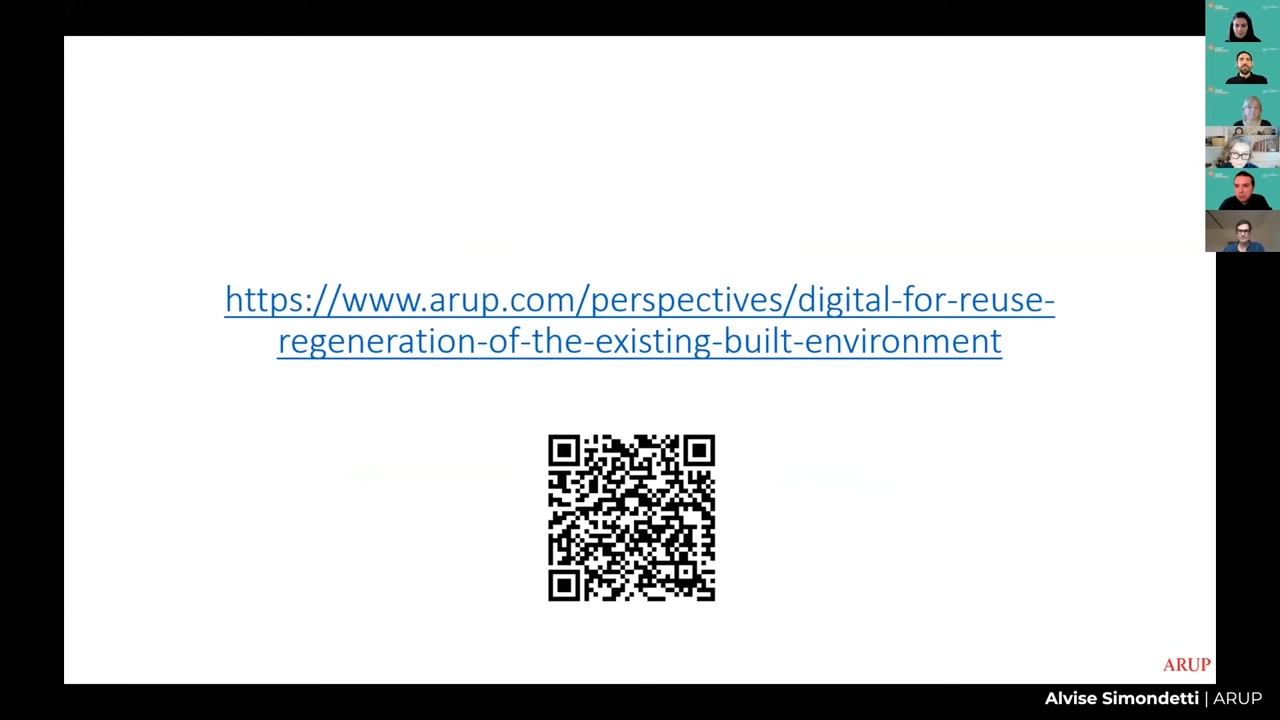 https://www.arup.com/perspectives/digital-for-reuse-
regeneration-of-the-existing-built-environment
ARUP
Alvise Simondetti | ARUP